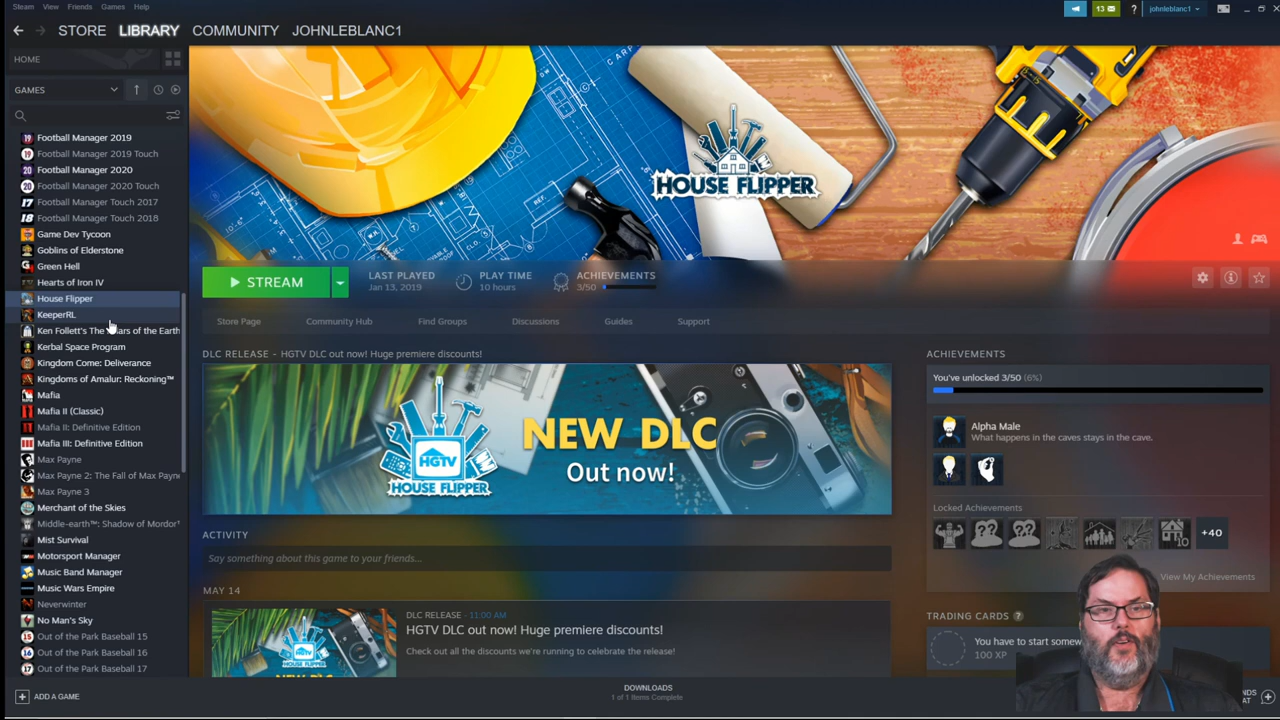 Steam View Friends Games Help
13
?
johnleblanc1
STORE LIBRARY COMMUNITY JOHNLEBLANC1
HOME
GAMES
Football Manager 2019
Football Manager 2019 Touch
Football Manager 2020
Football Manager 2020 Touch
Football Manager Touch 2017
Football Manager Touch 2018
Game Dev Tycoon
Goblins of Elderstone
Green Hell
Hearts of Iron IV
House Flipper
KeeperRL
Ken Follett's The of the Earth
Kerbal Space Program
Kingdom Come: Deliverance
Kingdoms of Amalur: Reckoning™
Mafia
Mafia II (Classic)
Mafia II: Definitive Edition
Mafia III: Definitive Edition
Max Payne
Max Payne 2: The Fall of Max Payn
Max Payne 3
Merchant of the Skies
Middle-earth™: Shadow of Mordor
Mist Survival
Motorsport Manager
Music Band Manager
Music Wars Empire
Neverwinter
No Man's Sky
Out of the Park Baseball 15
Out of the Park Baseball 16
Out of the Park Baseball 17
ADD A GAME
HOUSE FLIPPER
STREAM
LAST PLAYED
Jan 13, 2019
PLAY TIME
10 hours
ACHIEVEMENTS
3/50
Store Page Community Hub Find Groups Discussions Guides Support
DLC RELEASE - HGTV DLC out now! Huge premiere discounts!
HGTV
HOUSE FLIPPER
NEW DLC
Out now!
ACTIVITY
Say something about this game to your friends...
MAY 14
DLC RELEASE - 11:00 AM
HGTV DLC out now! Huge premiere discounts!
Check out all the discounts we're running to celebrate the release!
ACHIEVEMENTS
You've unlocked 3/50 (6%)
Alpha Male
What happens in the caves stays in the cave.
Locked Achievements
+40
View My Achievements
TRADING CARDS ?
You have to start somew
100 XP
DOWNLOADS
1 of 1 Items Complete